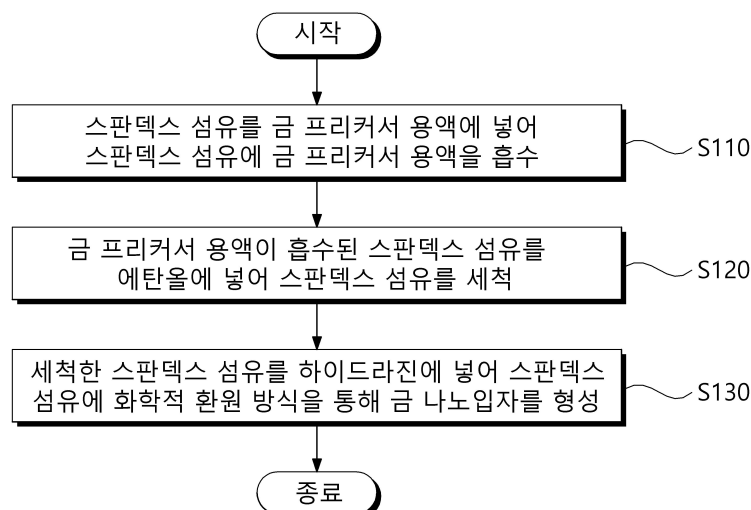 시작
스판덱스 섬유를 금 프리커서 용액에 넣어
스판덱스 섬유에 금 프리커서 용액을 흡수
S110
금 프리커서 용액이 흡수된 스판덱스 섬유를
에탄올에 넣어 스판덱스 섬유를 세척
S120
세척한 스판덱스 섬유를 하이드라진에 넣어 스판덱스
섬유에 화학적 환원 방식을 통해 금 나노입자를 형성
S130
종료